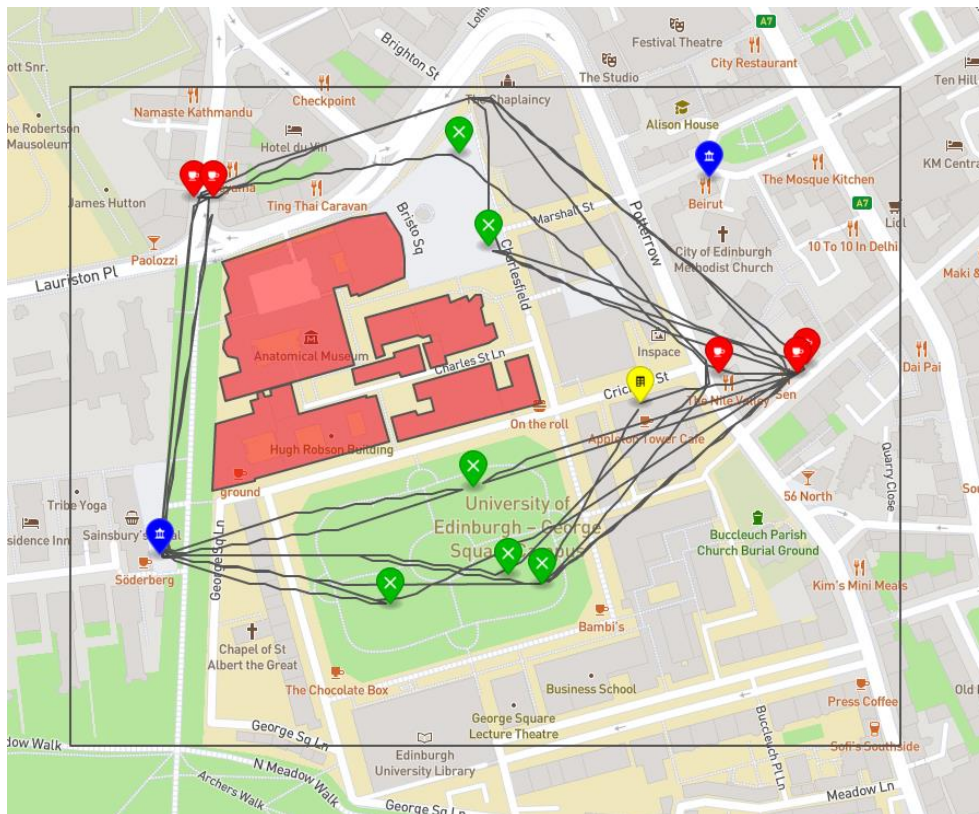 Brighton St
Loth
A7
Festival Theatre
City Restaurant
The Studio
Ten Hill
ott Snr.
Checkpoint
The Chaplaincy
Namaste Kathmandu
he Robertson
Mausoleum
Hotel du Vin
Alison House
KM Centra
James Hutton
Ting Thai Caravan
Beirut
The Mosque Kitchen
A7
Bristo Sq
Marshall St
Potterrow
Paolozzi
City of Edinburgh
Methodist Church
10 To 10 In Delhi
Lauriston Pl
Charlesfield
Maki &
Anatomical Museum
Inspace
Charles St Ln
Dai Pai
The Nile Valley
Sen
On the roll
Appleton Tower Cafe
Hugh Robson Building
Quarry Close
ground
Tribe Yoga
University of
Edinburgh – George
56 North
sidence Inn
Buccleuch Parish
Church Burial Ground
Söderberg
George Sq Ln
Kim's Mini Meals
Bambi's
Chapel of St
Albert the Great
The Chocolate Box
Business School
Press Coffee
George Square
Lecture Theatre
George Sq Ln
Buccleuch Pl Ln
Sofi's Southside
dow Walk
Edinburgh
University Library
N Meadow Walk
Archers Walk
George Sq Ln
Meadow Ln